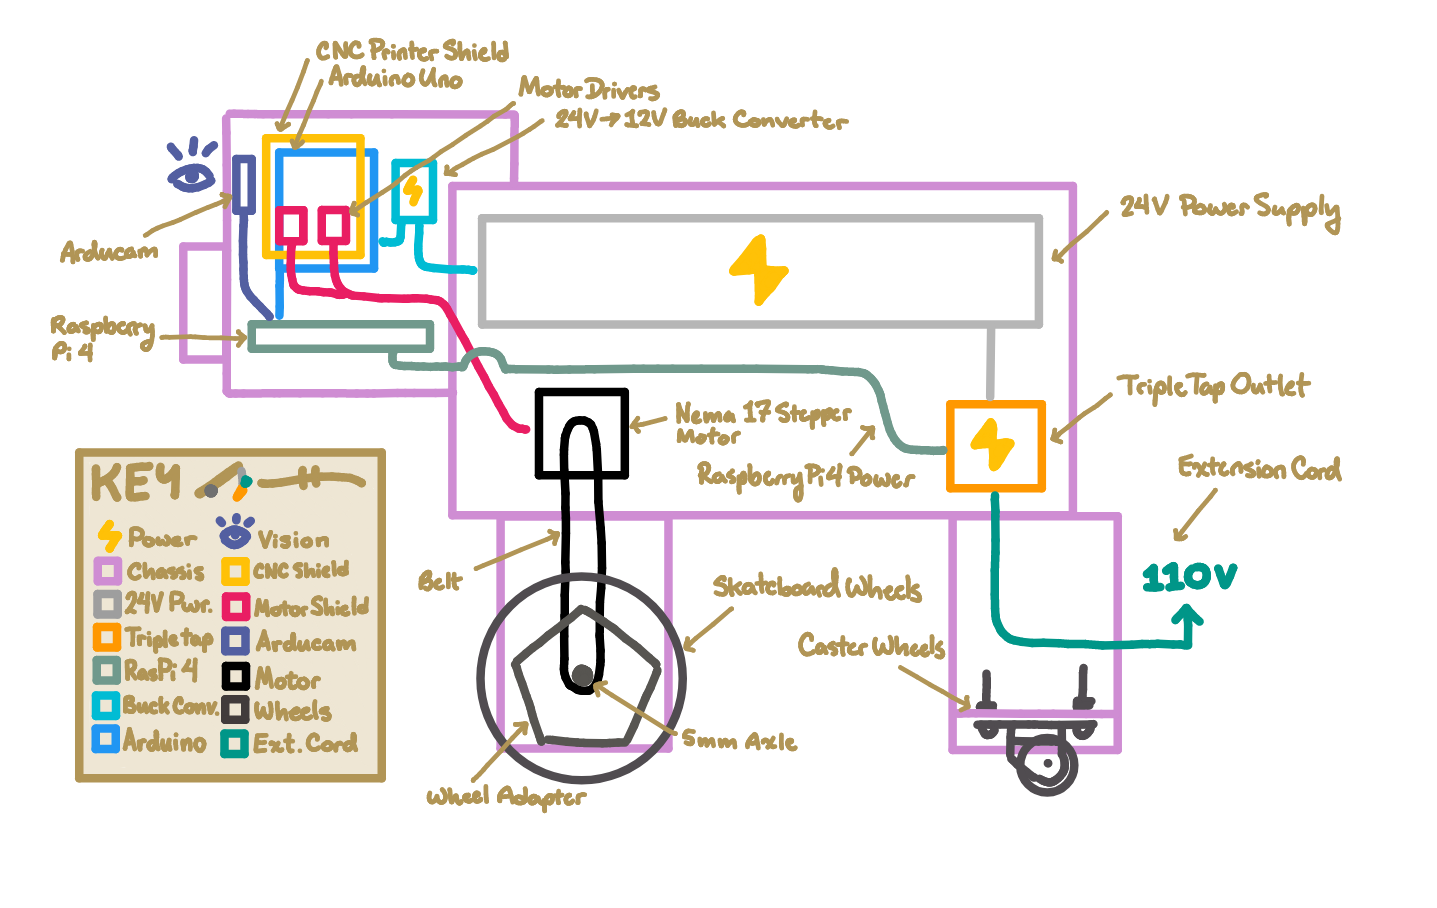 CNC Printer Shield
Arduino Uno
Motor Drivers
24V→12V Buck Converter
24V Power Supply
Arducam
Raspberry
Pi 4
Triple Tap Outlet
Nema 17 Stepper
Motor
Raspberry Pi 4 Power
Extension Cord
110V
Belt
Skateboard Wheels
Caster Wheels
5mm Axle
Wheel Adapter
KEY
Power
Vision
Chassis
CNC Shield
24V Pwr.
Motor Shield
Triple tap
Arducam
RasPi 4
Motor
Buck Conv.
Wheels
Arduino
Ext. Cord